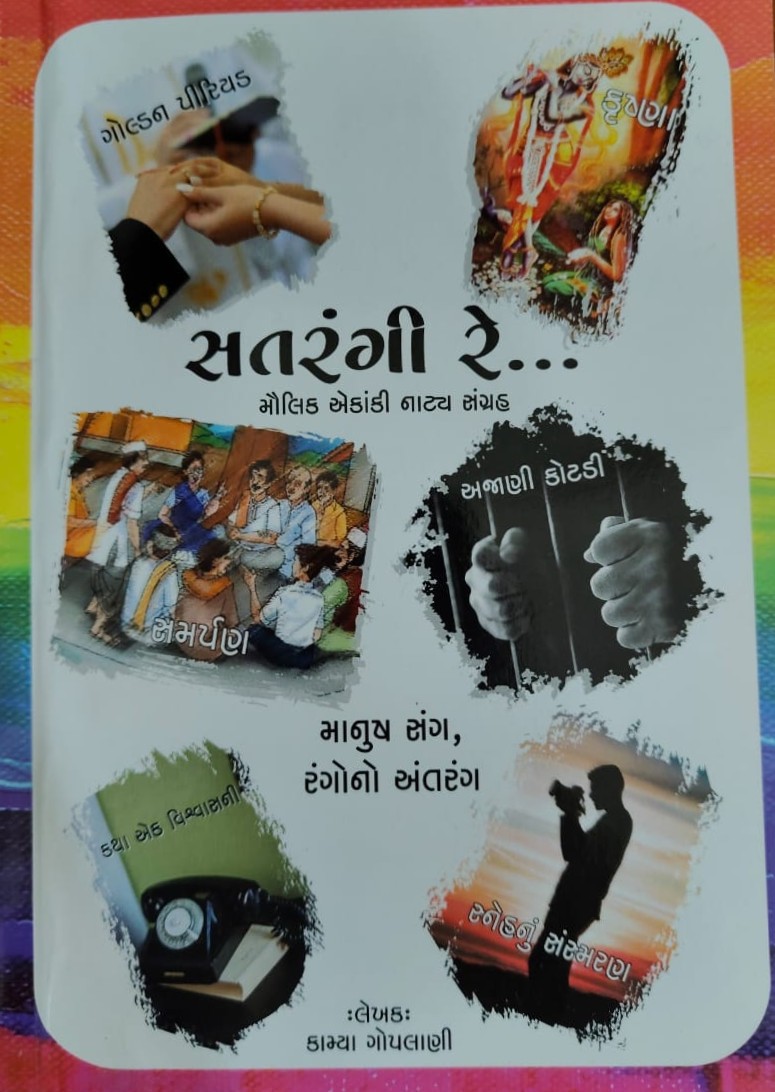 ગોલ્ડન પીરિયડ
કૃષ્ણા
સતરંગી રે...
મૌલિક એકાંકી નાટ્ય સંગ્રહ
અજાણી કોટડી
સમર્પણ
માનુષ સંગ,
રંગોનો અંતરંગ
કથા એક વિશ્વાસની
સ્નેહનું સંસ્મરણ
:લેખક:
કામ્યા ગોપલાણી